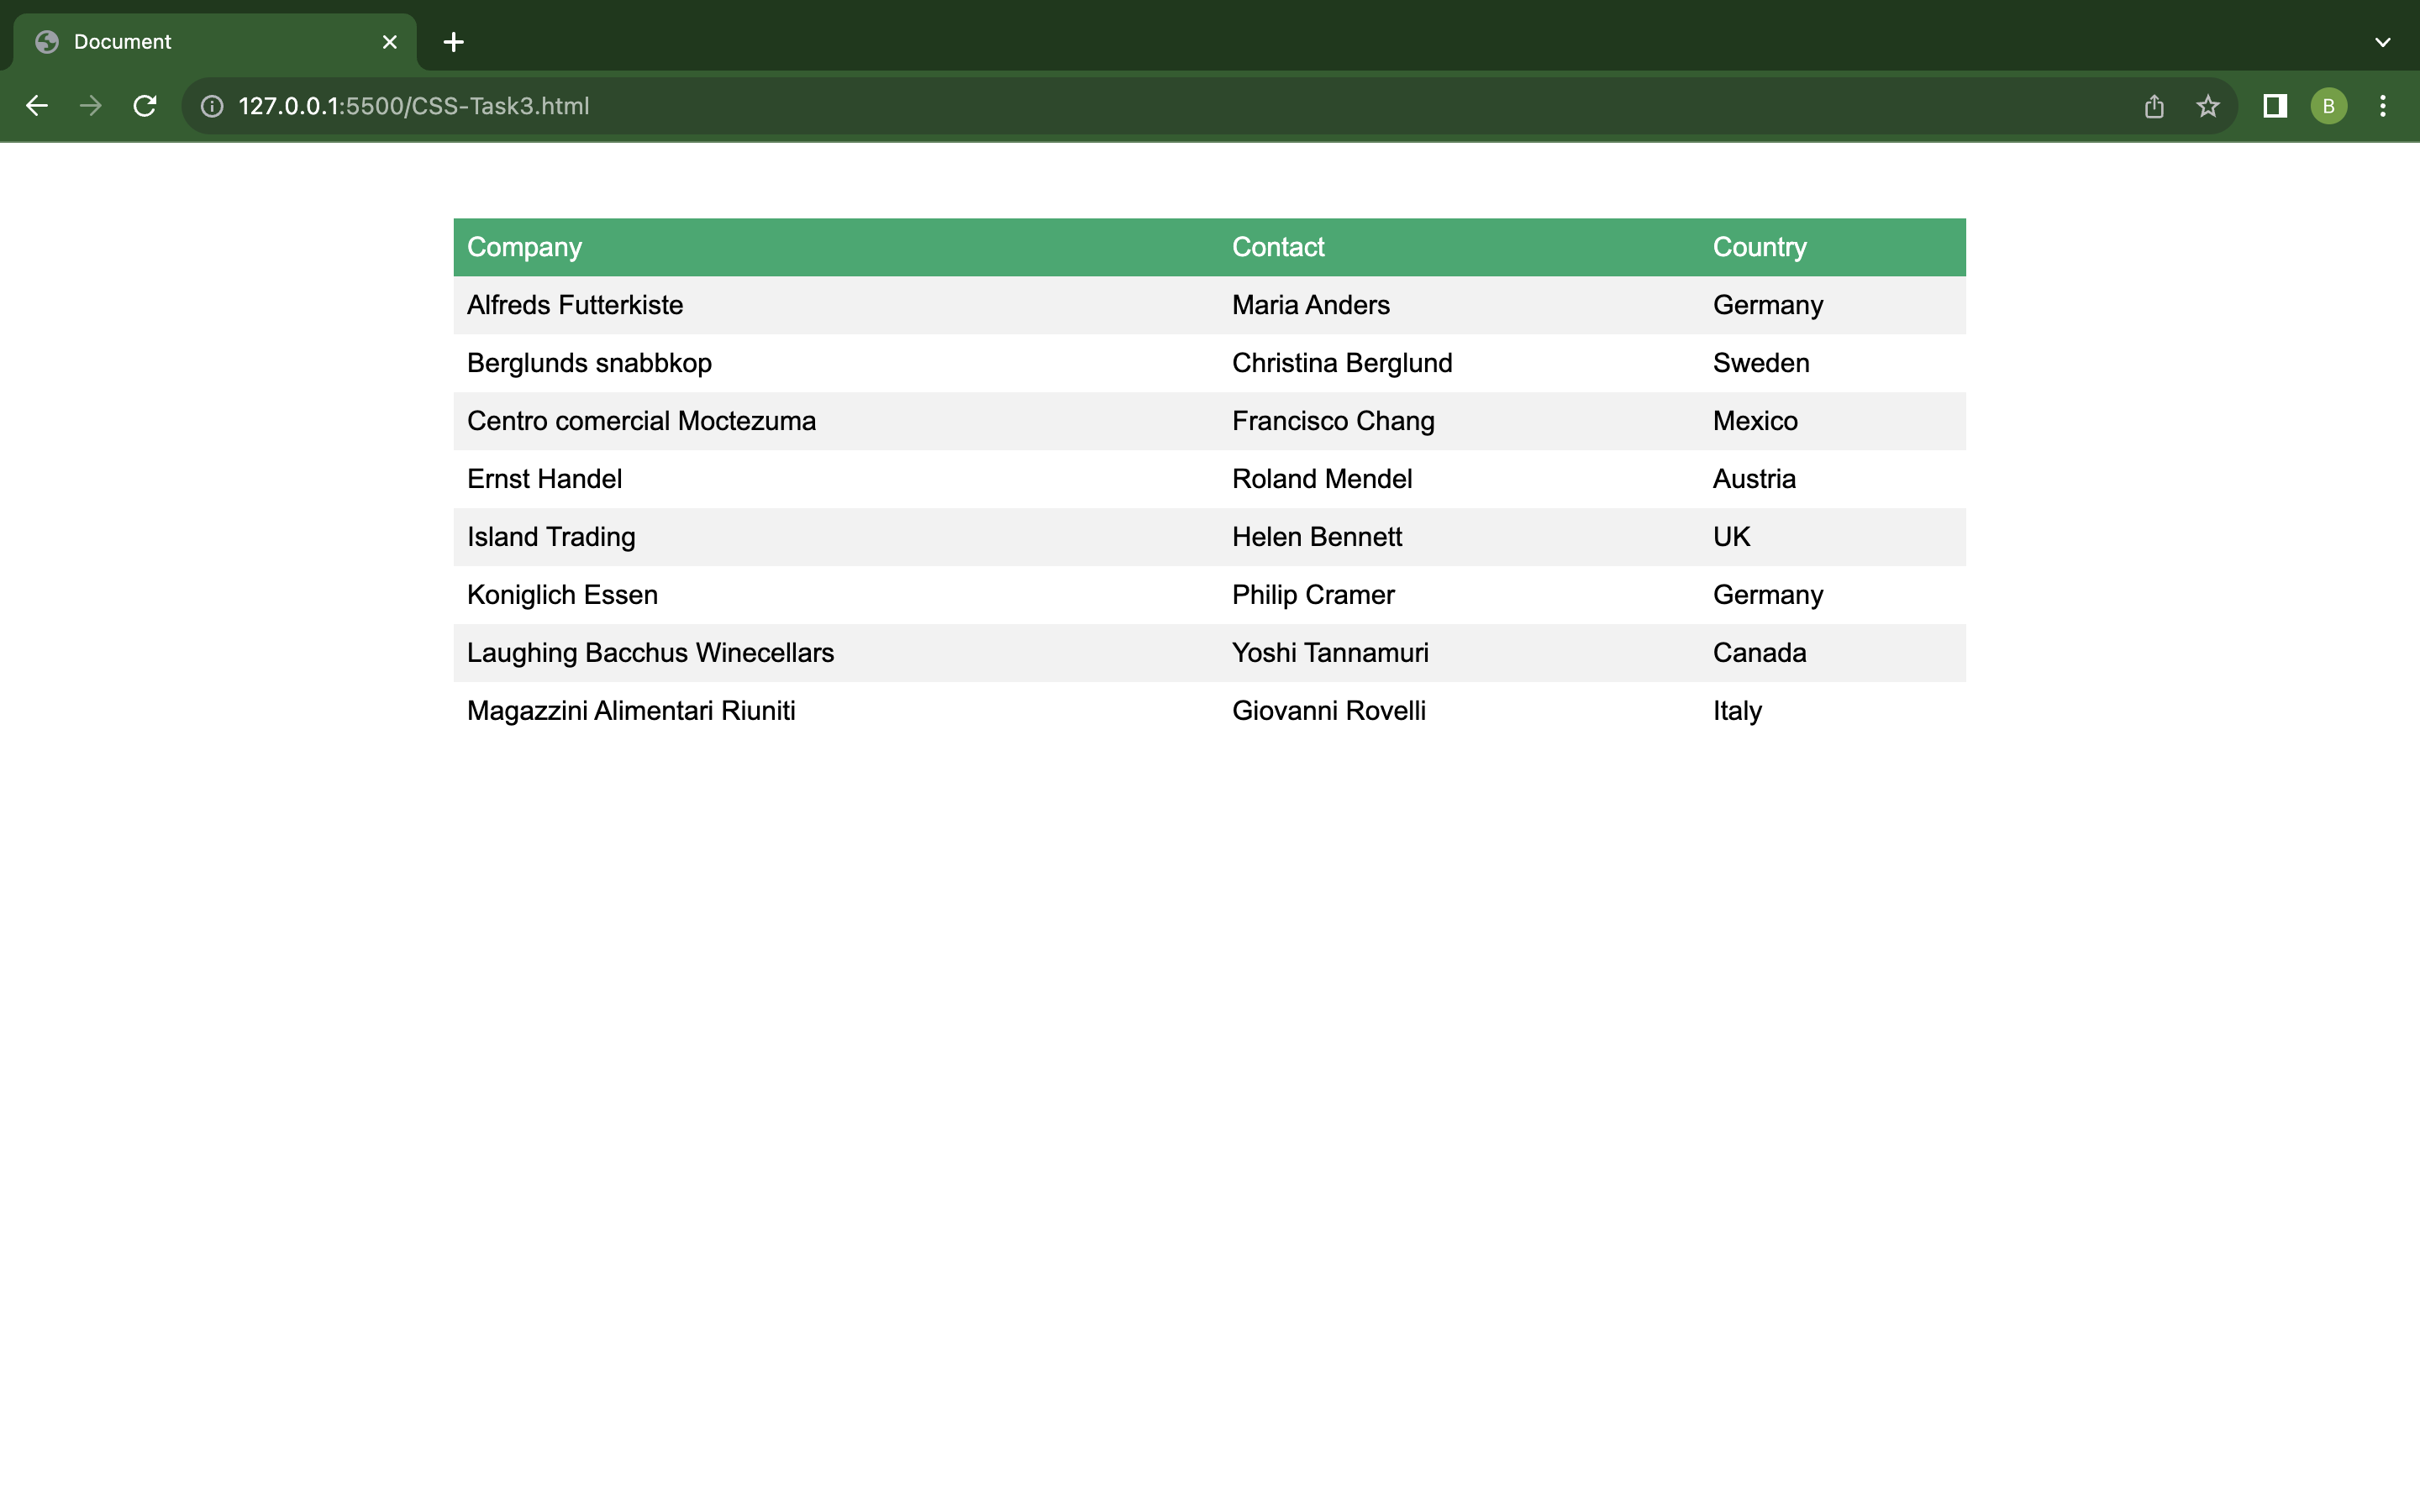 Document
127.0.0.1:5500/CSS-Task3.html
B
Company Contact Country
Alfreds Futterkiste Maria Anders Germany
Berglunds snabbkop Christina Berglund Sweden
Centro comercial Moctezuma Francisco Chang Mexico
Ernst Handel Roland Mendel Austria
Island Trading Helen Bennett UK
Koniglich Essen Philip Cramer Germany
Laughing Bacchus Winecellars Yoshi Tannamuri Canada
Magazzini Alimentari Riuniti Giovanni Rovelli Italy